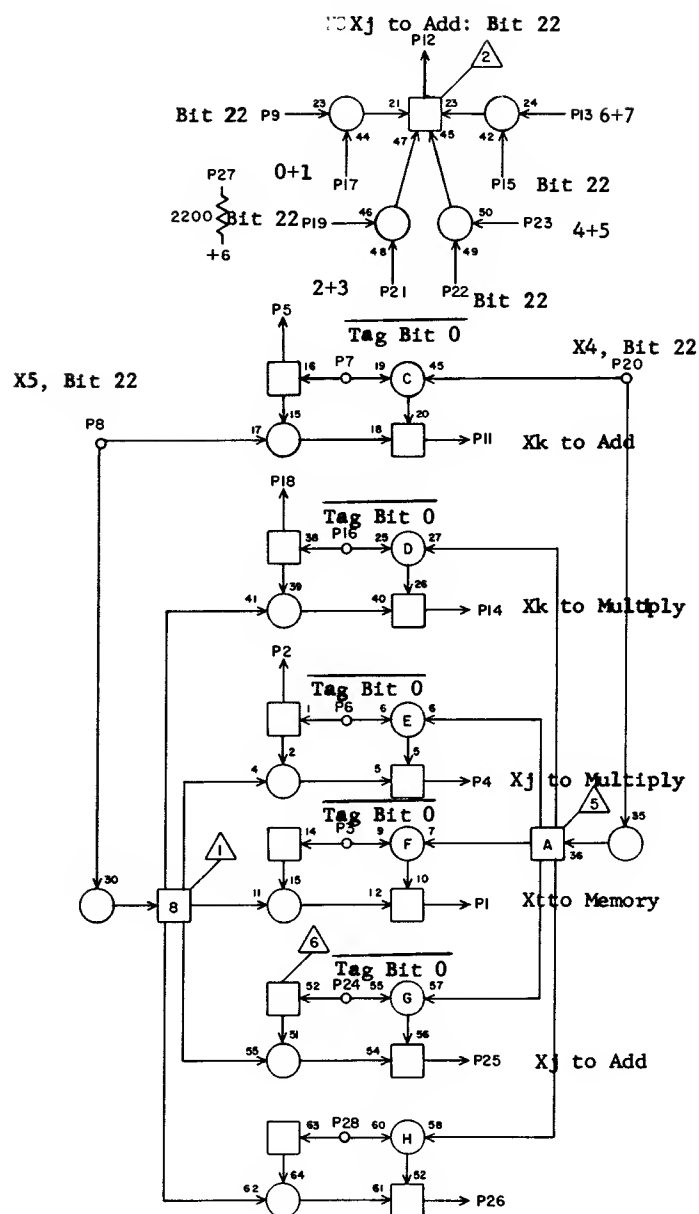 Xj to Add: Bit 22
P12
2
Bit 22 P9 23 21 23 24 P13 6+7
44 47 45 42
0+1 P17 P15 Bit 22
P27
2200 Bit 22 P19 46 50 P23 4+5
+6
48 49
2+3 P21 P22 Bit 22
P5
Tag Bit 0
X5, Bit 22
X4, Bit 22
P8
P20
16 P7 19 C 45
15 20
17 18 P11 Xk to Add
P18
Tag Bit 0
38 P16 25 D 27
39 26
41 40 P14 Xk to Multiply
P2
Tag Bit 0
1 P6 6 E 6
2 5
4 5 P4 Xj to Multiply
Tag Bit 0
1 14 P3 9 F 7 A 5 35
36
15 10
30 8 11 12 P1 Xt to Memory
6
Tag Bit 0
52 P24 55 G 57
51 56
55 54 P25 Xj to Add
63 P28 60 H 58
64 52
62 61 P26